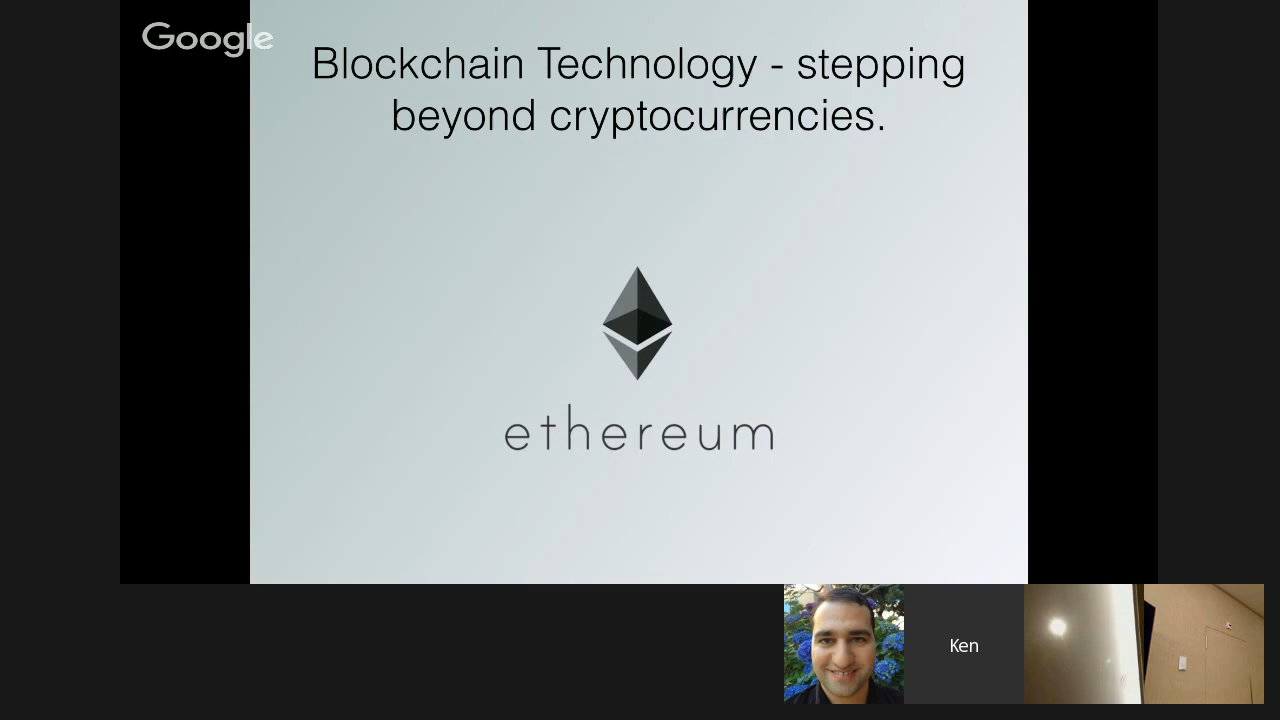 Google
Blockchain Technology - stepping
beyond cryptocurrencies.
ethereum
Ken